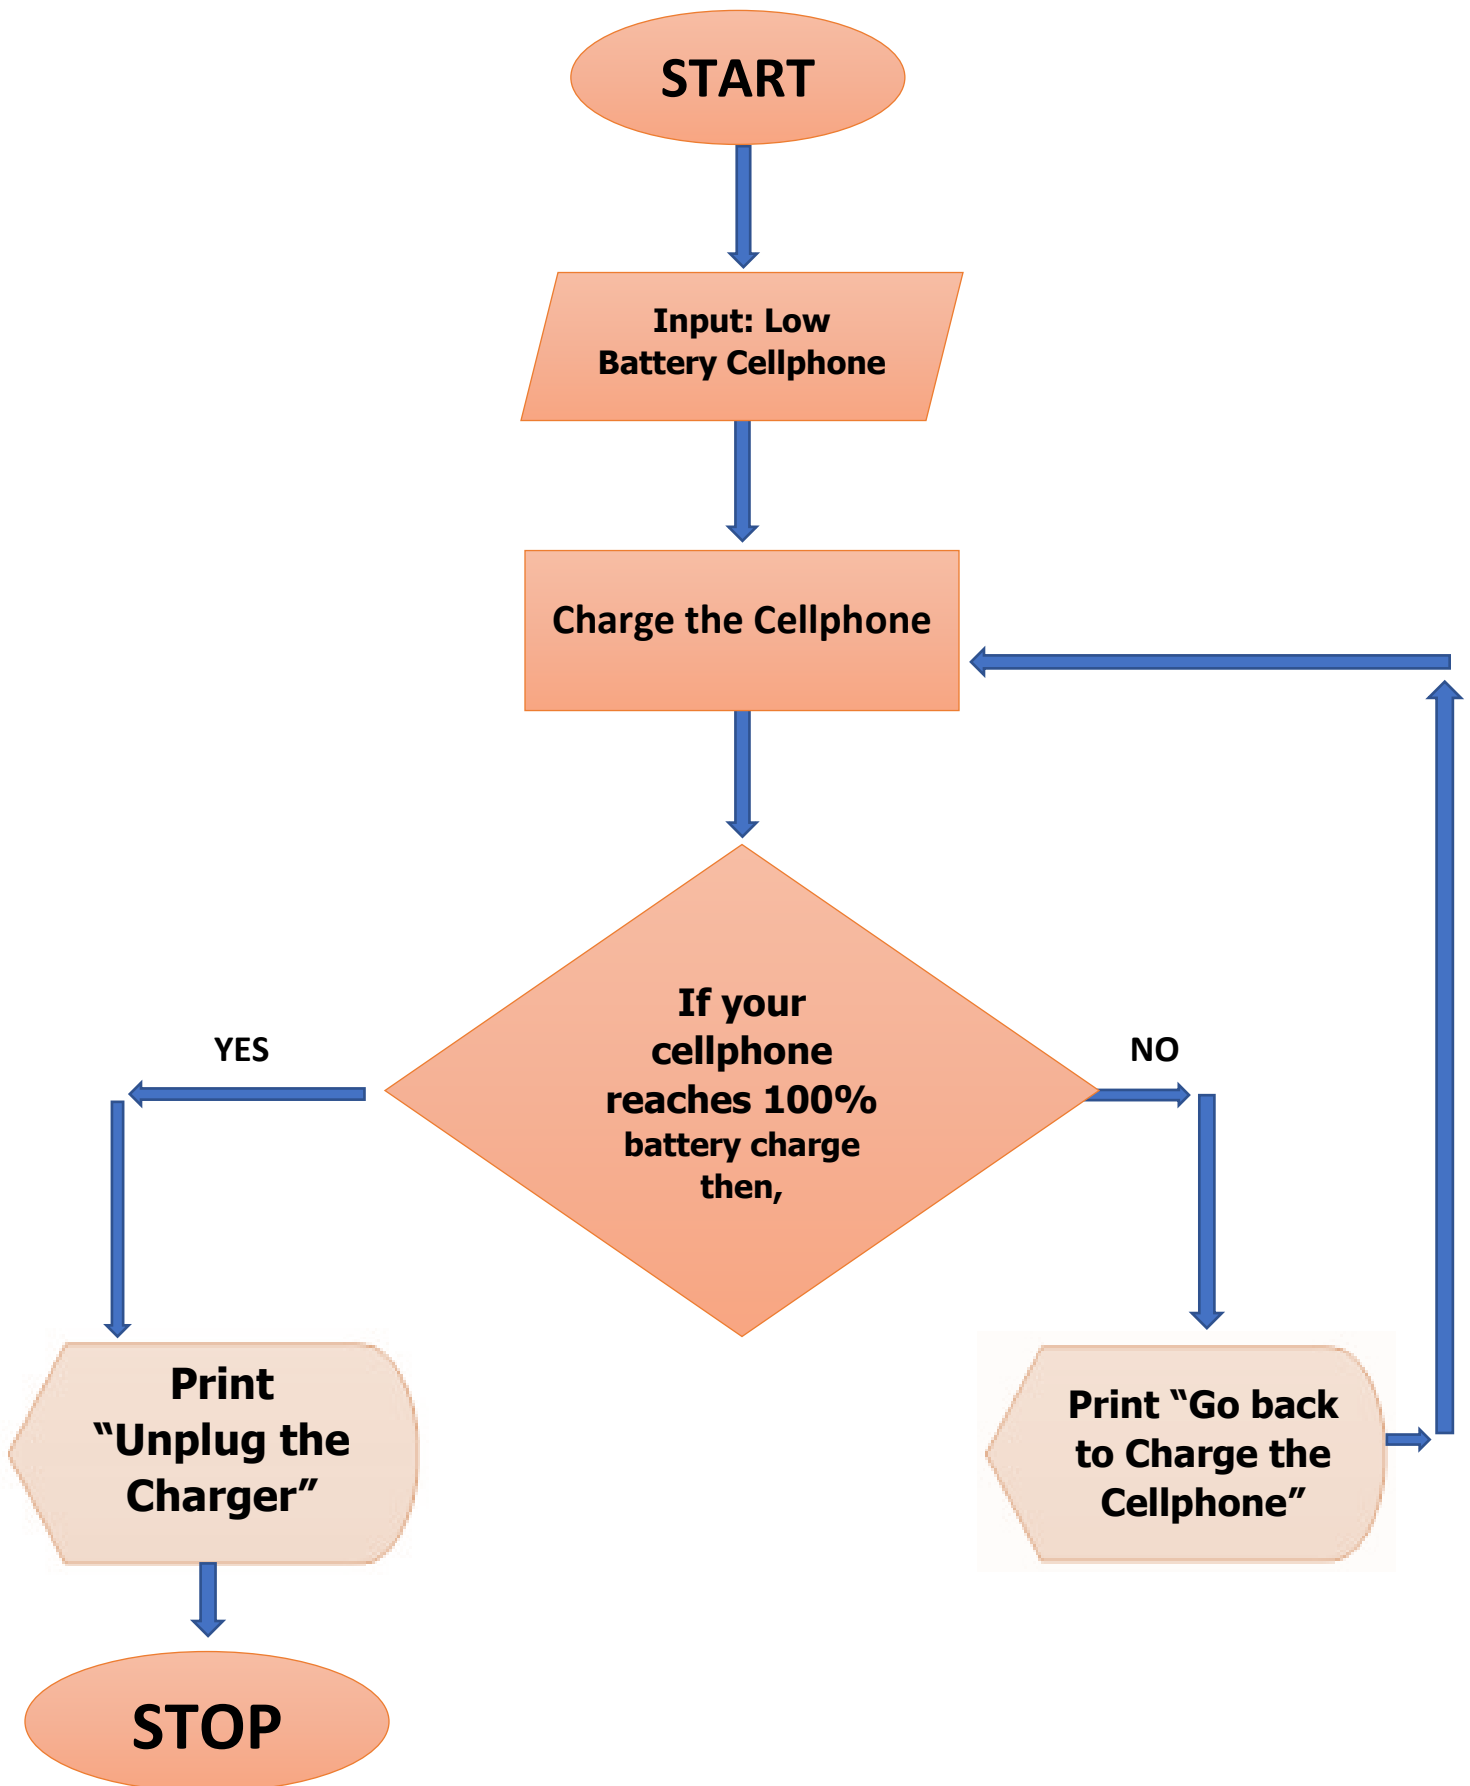 START
Input: Low
Battery Cellphone
Charge the Cellphone
If your
cellphone
reaches 100%
battery charge
then,
YES
NO
Print
“Unplug the
Charger”
Print “Go back
to Charge the
Cellphone”
STOP